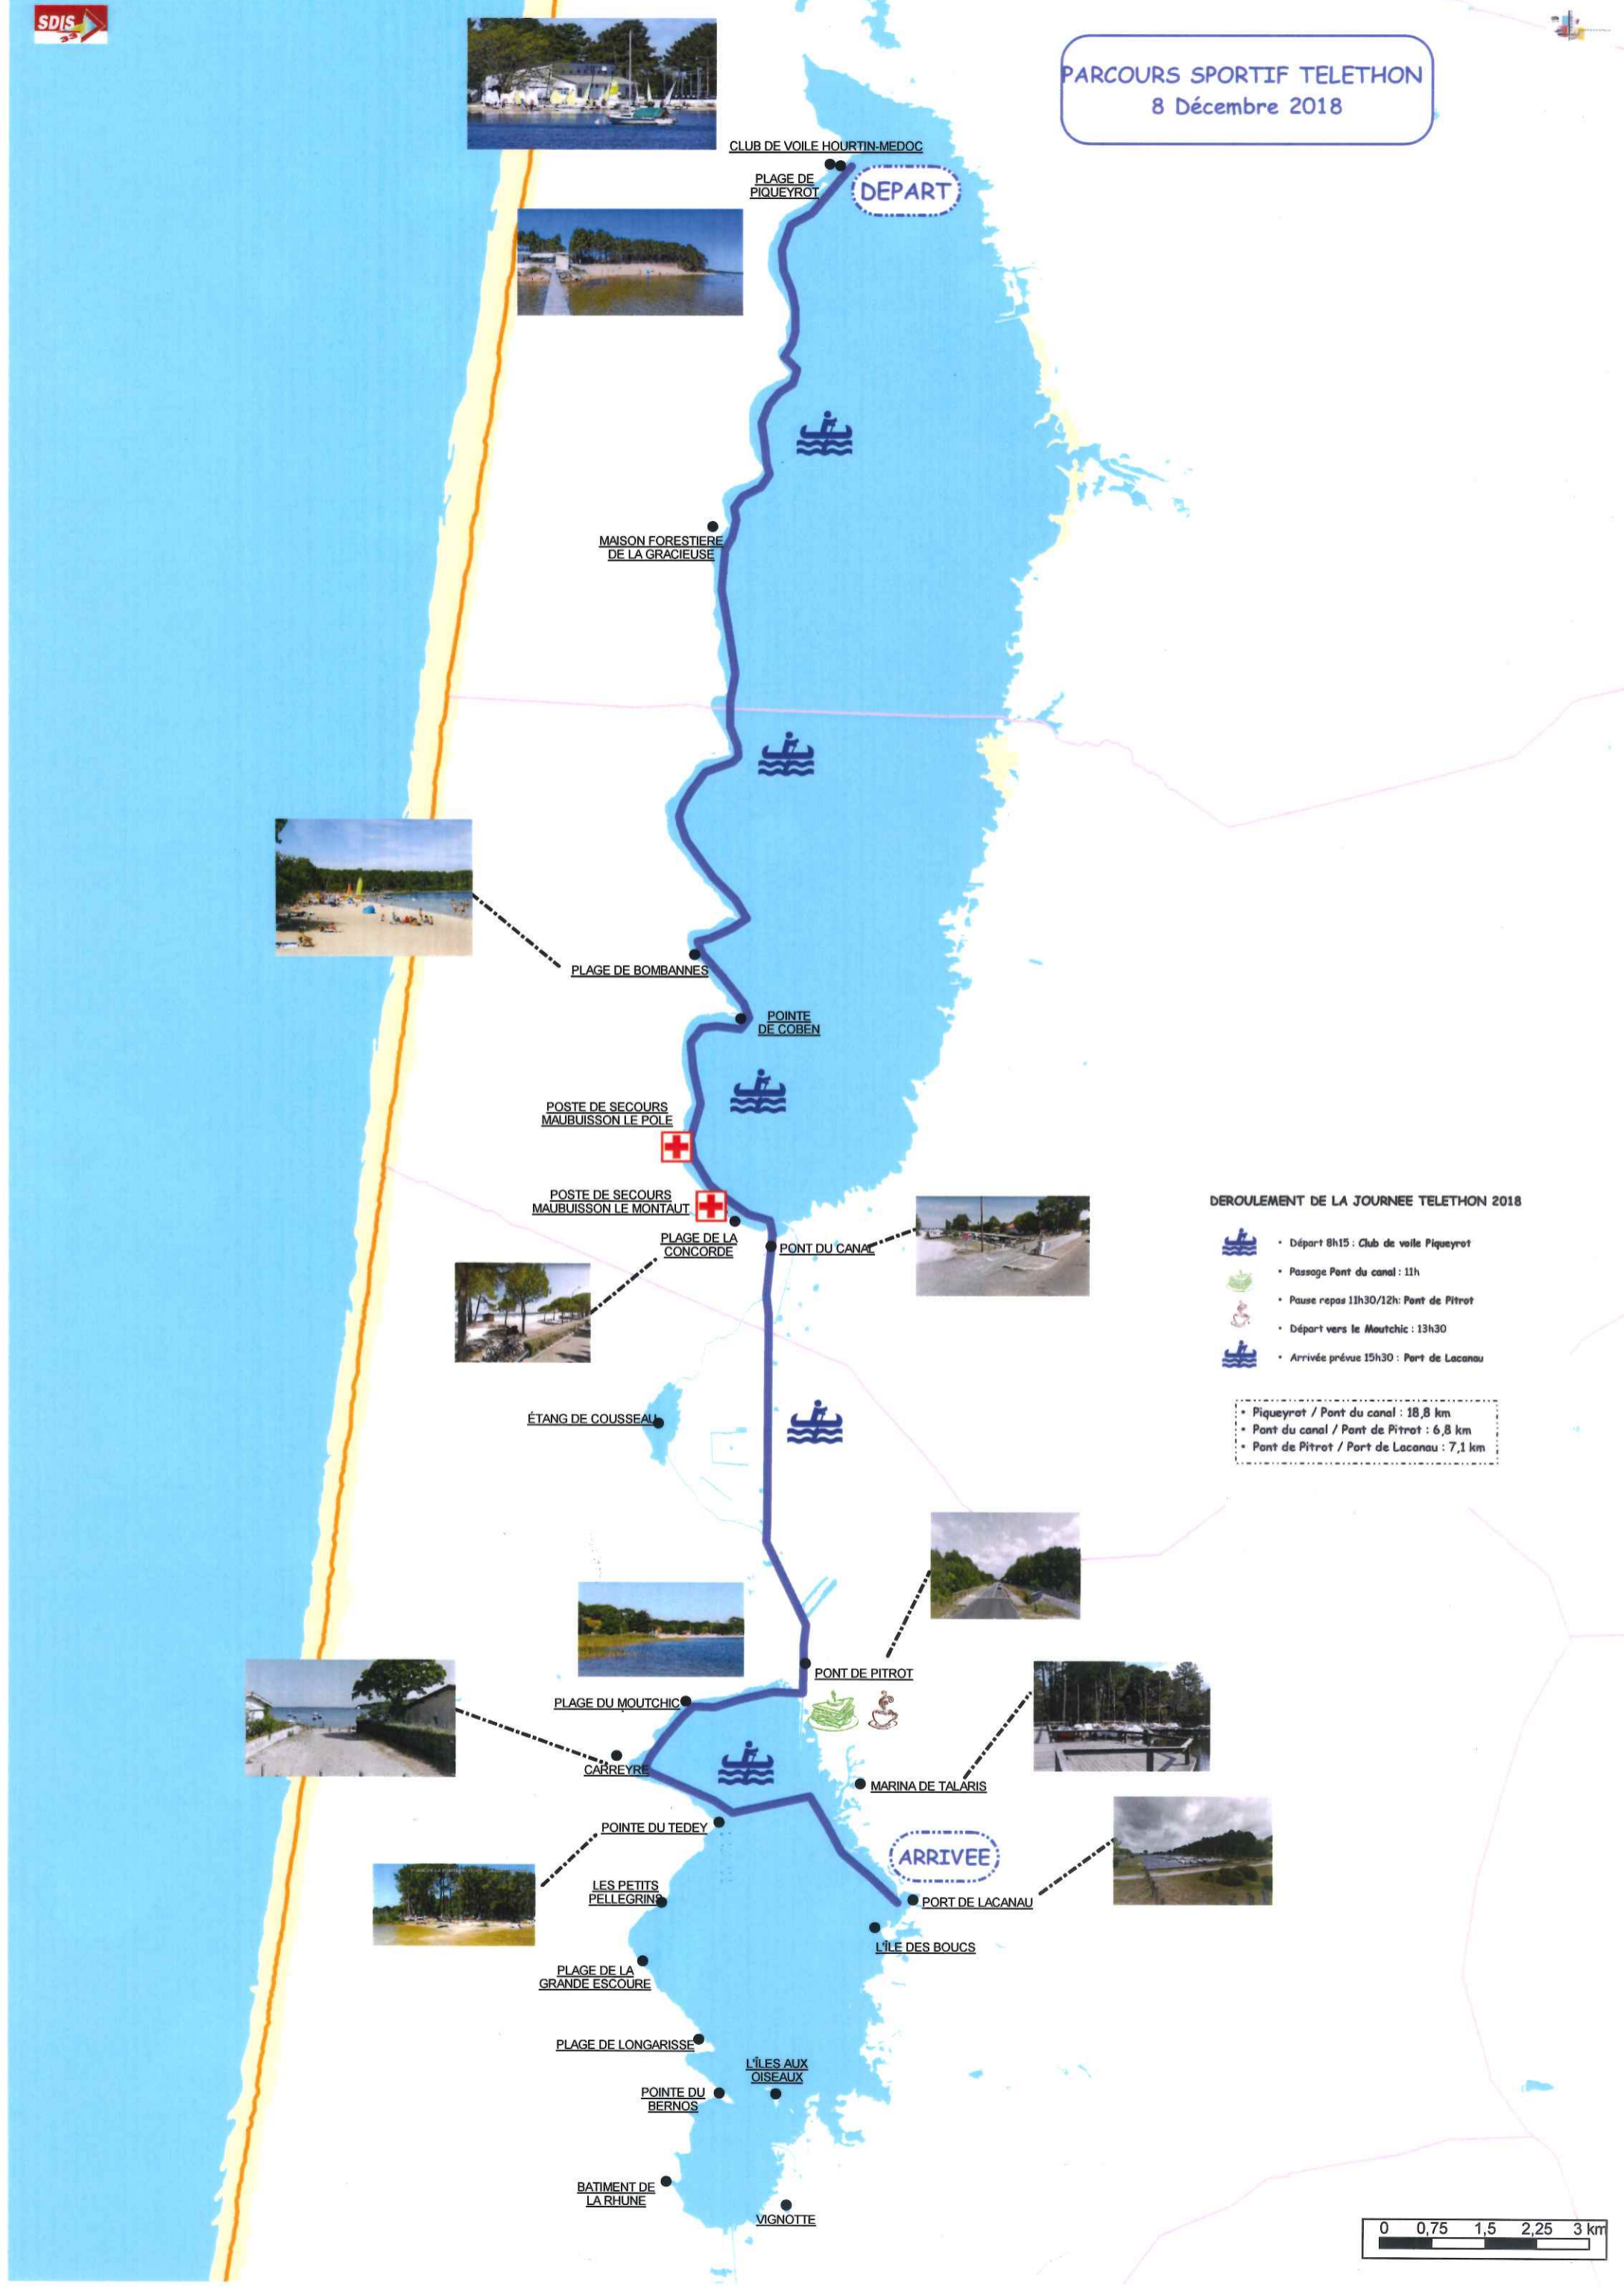 SDIS
33
PARCOURS SPORTIF TELETHON
8 Décembre 2018
CLUB DE VOILE HOURTIN-MEDOC
PLAGE DE
PIQUEYROT
DEPART
MAISON FORESTIERE
DE LA GRACIEUSE
PLAGE DE BOMBANNES
POINTE
DE COBEN
POSTE DE SECOURS
MAUBUISSON LE POLE
POSTE DE SECOURS
MAUBUISSON LE MONTAUT
PLAGE DE LA
CONCORDE
PONT DU CANAL
DEROULEMENT DE LA JOURNEE TELETHON 2018
• Départ 8h15 : Club de voile Piqueyrot
• Passage Pont du canal : 11h
• Pause repas 11h30/12h: Pont de Pitrot
• Départ vers le Moutchic : 13h30
• Arrivée prévue 15h30 : Port de Lacanau
• Piqueyrot / Pont du canal : 18,8 km
• Pont du canal / Pont de Pitrot : 6,8 km
• Pont de Pitrot / Port de Lacanau : 7,1 km
ÉTANG DE COUSSEAU
PONT DE PITROT
PLAGE DU MOUTCHIC
CARREYRE
MARINA DE TALARIS
POINTE DU TEDEY
ARRIVEE
LES PETITS
PELLEGRINS
PORT DE LACANAU
L'ÎLE DES BOUCS
PLAGE DE LA
GRANDE ESCOURE
PLAGE DE LONGARISSE
L'ÎLES AUX
OISEAUX
POINTE DU
BERNOS
BATIMENT DE
LA RHUNE
VIGNOTTE
0 0,75 1,5 2,25 3 km